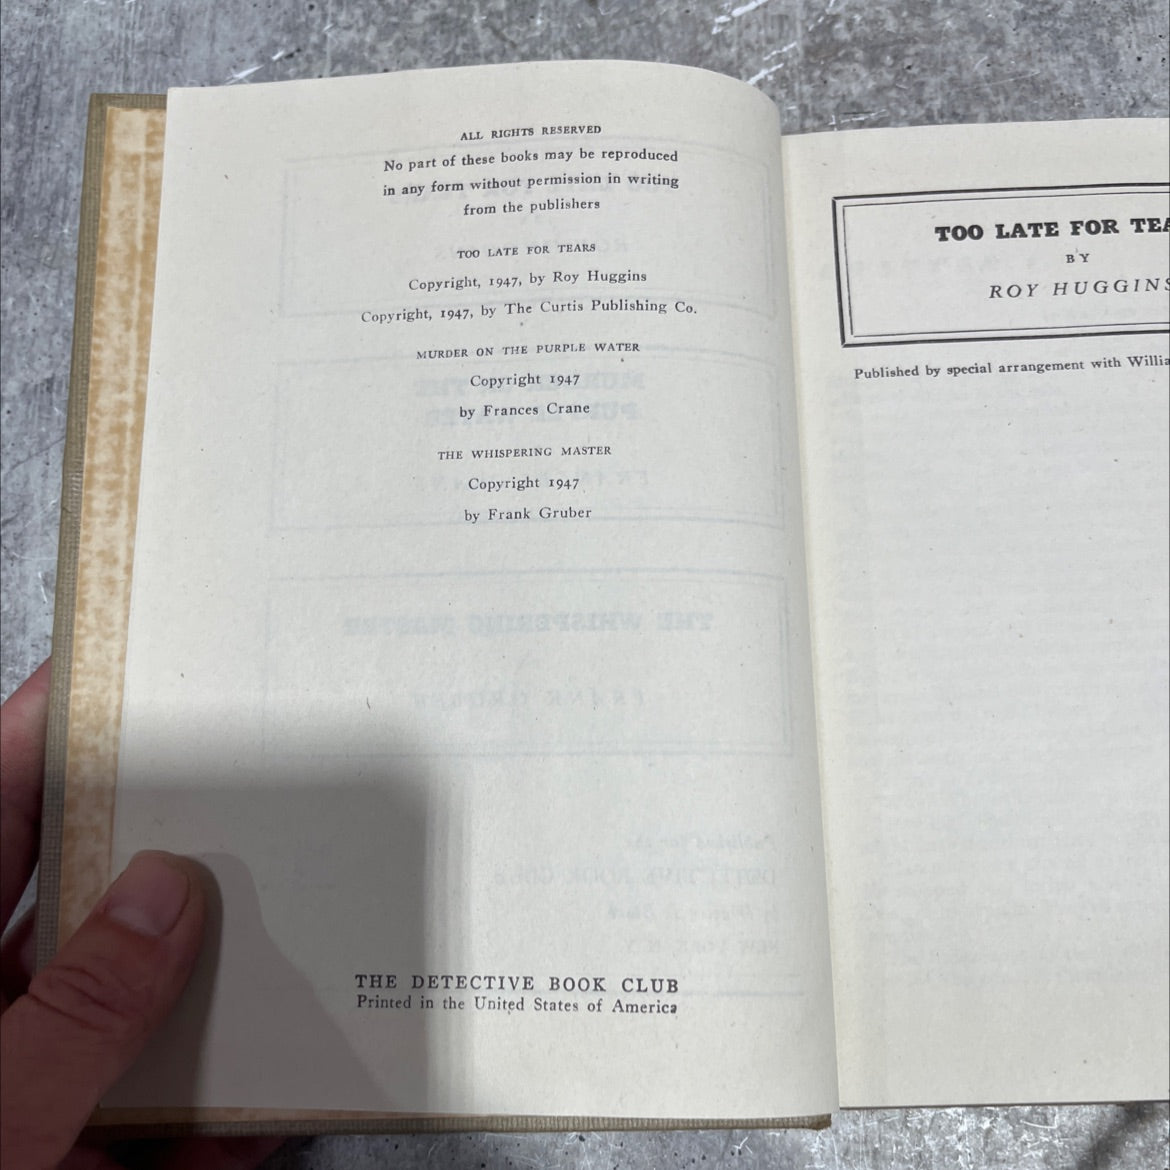 ALL RIGHTS RESERVED
No part of these books may be reproduced
in any form without permission in writing
from the publishers
TOO LATE FOR TEARS
Copyright, 1947, by Roy Huggins
Copyright, 1947, by The Curtis Publishing Co.
MURDER ON THE PURPLE WATER
Copyright 1947
by Frances Crane
THE WHISPERING MASTER
Copyright 1947
by Frank Gruber
THE DETECTIVE BOOK CLUB
Printed in the United States of America
TOO LATE FOR TEA
BY
ROY HUGGINS
Published by special arrangement with Willia